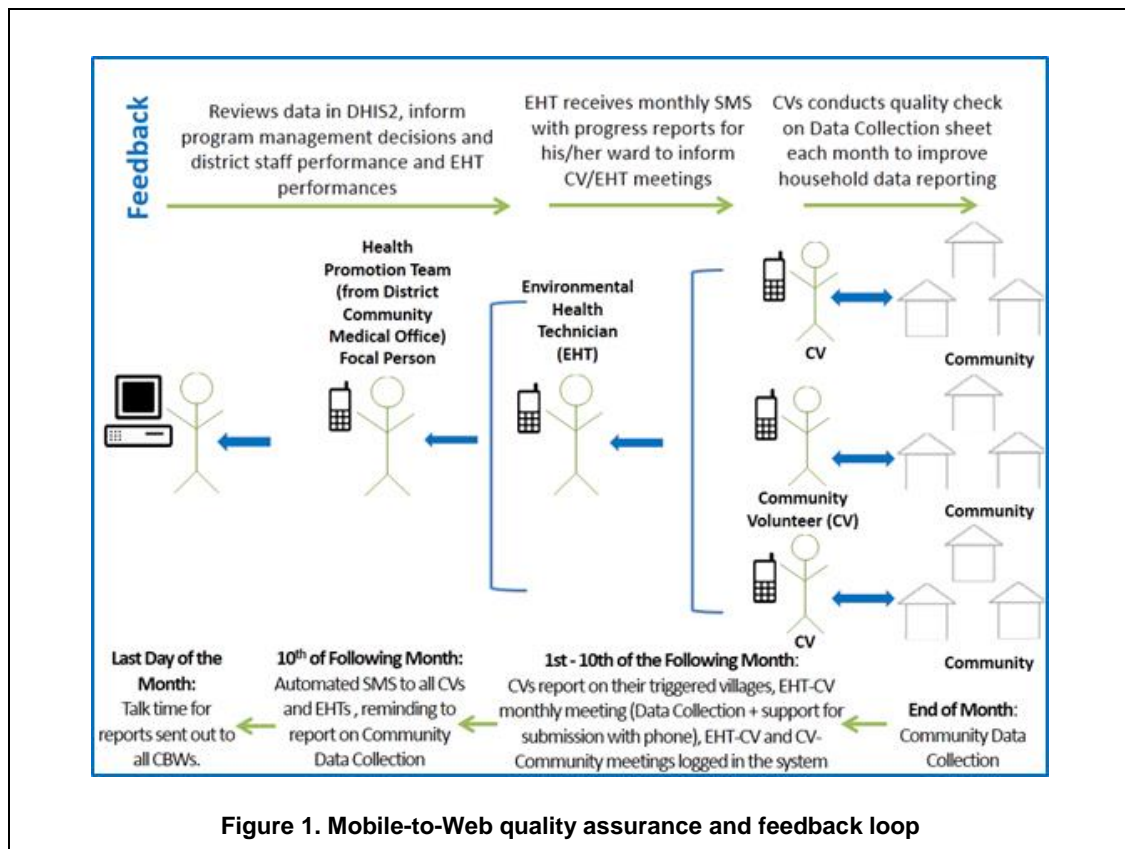 Feedback
Reviews data in DHIS2, inform
program management decisions and
district staff performance and EHT
performances
EHT receives monthly SMS
with progress reports for
his/her ward to inform
CV/EHT meetings
CVs conducts quality check
on Data Collection sheet
each month to improve
household data reporting
Health
Promotion Team
(from District
Community
Medical Office)
Focal Person
Environmental
Health
Technician
(EHT)
CV
Community
Community
Volunteer (CV)
Community
CV
Community
Last Day of the
Month:
Talk time for
reports sent out to
all CBWs.
10th of Following Month:
Automated SMS to all CVs
and EHTs , reminding to
report on Community
Data Collection
1st - 10th of the Following Month:
CVs report on their triggered villages, EHT-CV
monthly meeting (Data Collection + support for
submission with phone), EHT-CV and CV-
Community meetings logged in the system
End of Month:
Community Data
Collection
Figure 1. Mobile-to-Web quality assurance and feedback loop